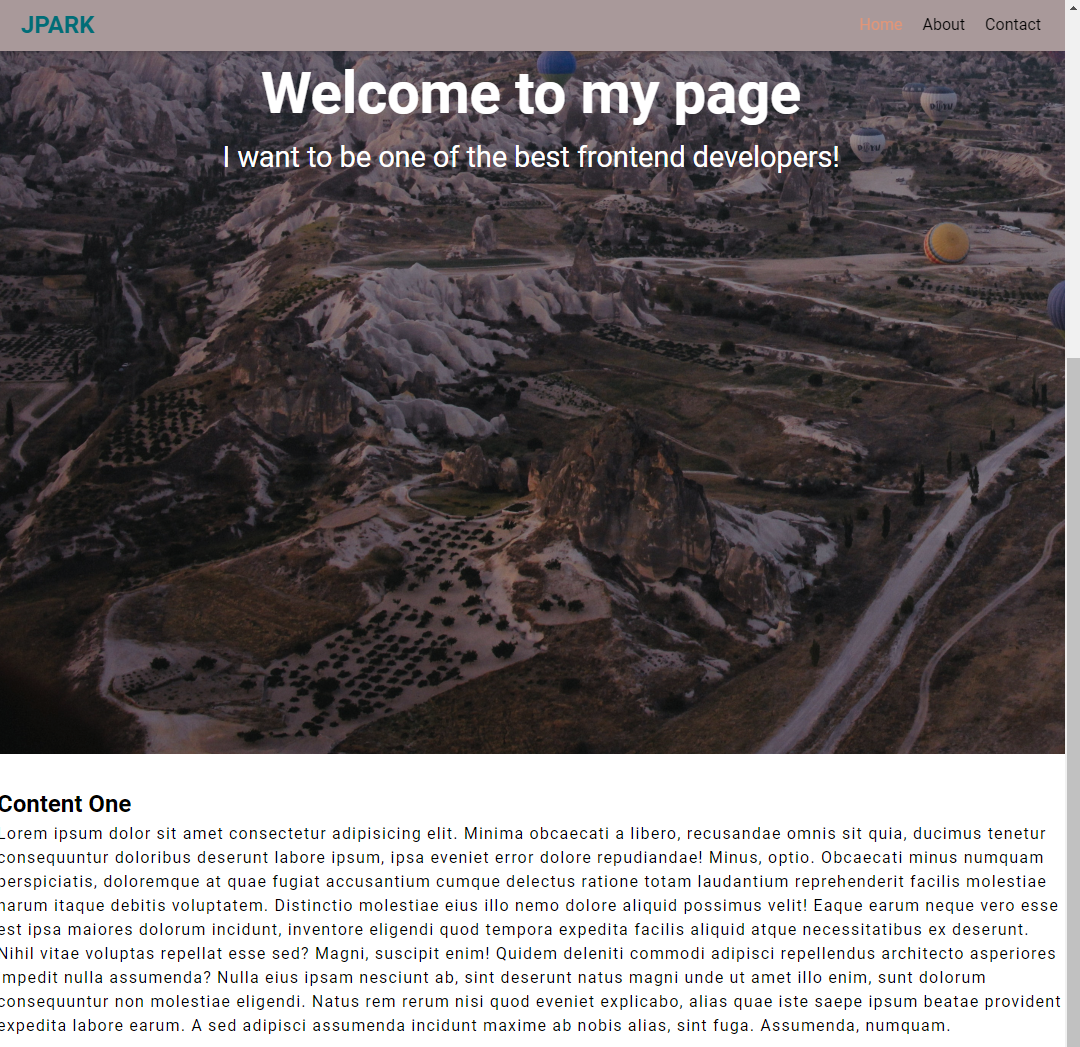 JPARK
Home About Contact
Welcome to my page
I want to be one of the best frontend developers!
Content One
Lorem ipsum dolor sit amet consectetur adipisicing elit. Minima obcaecati a libero, recusandae omnis sit quia, ducimus tenetur
consequuntur doloribus deserunt labore ipsum, ipsa eveniet error dolore repudiandae! Minus, optio. Obcaecati minus numquam
perspiciatis, doloremque at quae fugiat accusantium cumque delectus ratione totam laudantium reprehenderit facilis molestiae
harum itaque debitis voluptatem. Distinctio molestiae eius illo nemo dolore aliquid possimus velit! Eaque earum neque vero esse
est ipsa maiores dolorum incidunt, inventore eligendi quod tempora expedita facilis aliquid atque necessitatibus ex deserunt.
Nihil vitae voluptas repellat esse sed? Magni, suscipit enim! Quidem deleniti commodi adipisci repellendus architecto asperiores
impedit nulla assumenda? Nulla eius ipsam nesciunt ab, sint deserunt natus magni unde ut amet illo enim, sunt dolorum
consequuntur non molestiae eligendi. Natus rem rerum nisi quod eveniet explicabo, alias quae iste saepe ipsum beatae provident
expedita labore earum. A sed adipisci assumenda incidunt maxime ab nobis alias, sint fuga. Assumenda, numquam.